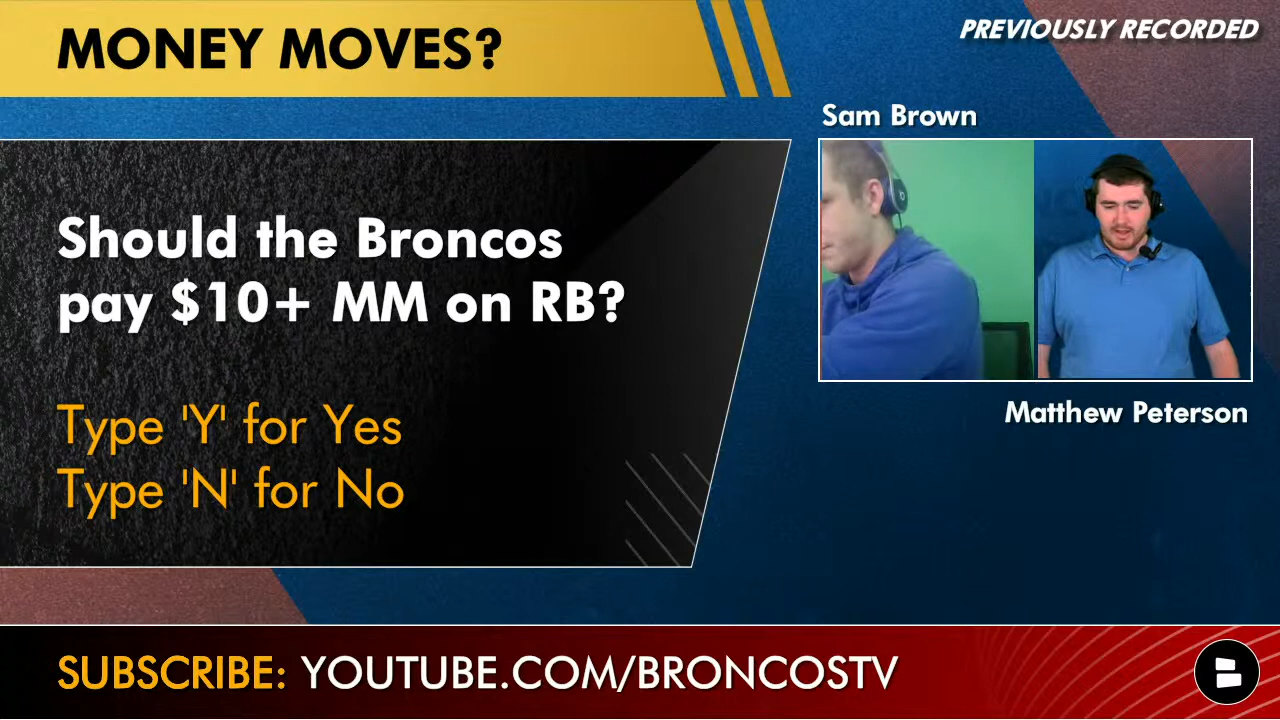 MONEY MOVES?
PREVIOUSLY RECORDED
Sam Brown
Should the Broncos
pay $10+ MM on RB?
Type 'Y' for Yes
Type 'N' for No
Matthew Peterson
SUBSCRIBE: YOUTUBE.COM/BRONCOSTV